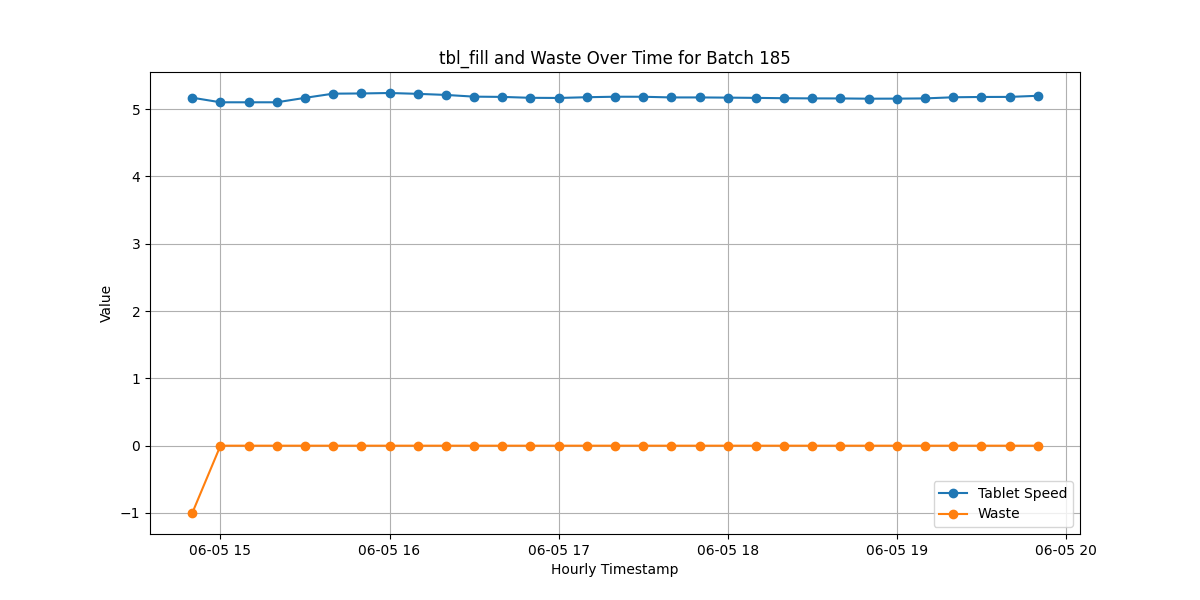 tbl_fill and Waste Over Time for Batch 185
5
4
3
2
1
0
−1
Value
06-05 15
06-05 16
06-05 17
06-05 18
06-05 19
06-05 20
Hourly Timestamp
Tablet Speed
Waste